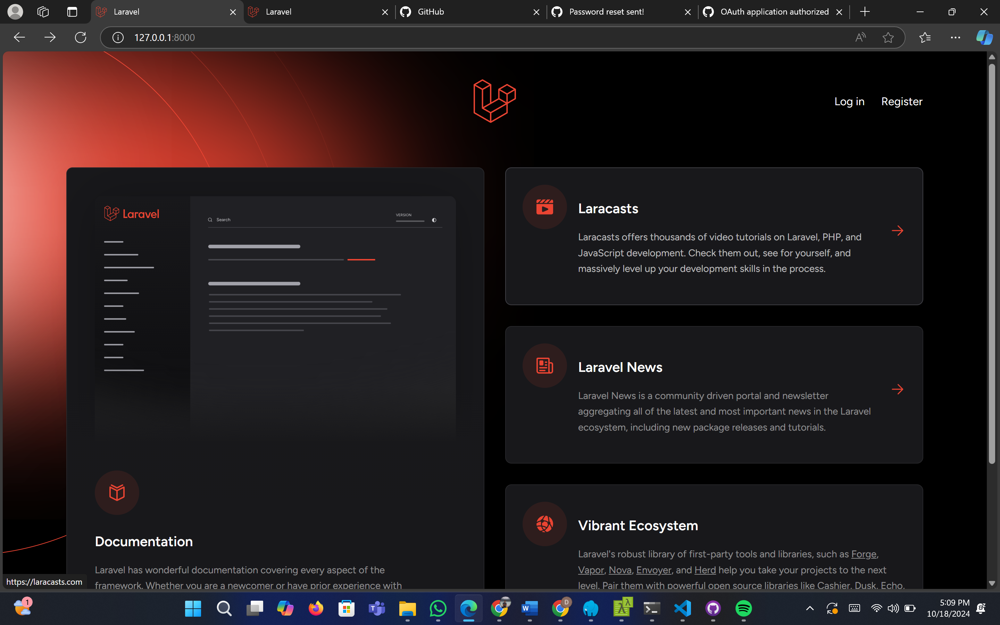 Laravel
Laravel
GitHub
Password reset sent!
OAuth application authorized
127.0.0.1:8000
Log in
Register
Laravel
Search
VERSION
Laracasts
Laracasts offers thousands of video tutorials on Laravel, PHP, and
JavaScript development. Check them out, see for yourself, and
massively level up your development skills in the process.
Laravel News
Laravel News is a community driven portal and newsletter
aggregating all of the latest and most important news in the Laravel
ecosystem, including new package releases and tutorials.
Documentation
Laravel has wonderful documentation covering every aspect of the
framework. Whether you are a newcomer or have prior experience with
Vibrant Ecosystem
Laravel's robust library of first-party tools and libraries, such as Forge,
Vapor, Nova, Envoyer, and Herd help you take your projects to the next
level. Pair them with powerful open source libraries like Cashier, Dusk, Echo,
https://laracasts.com
1
D
5:09 PM
10/18/2024